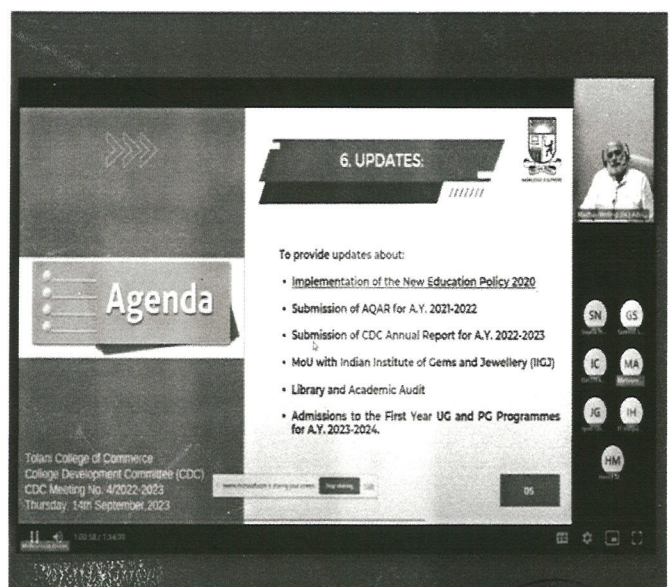 6. UPDATES:
Agenda
To provide updates about:
• Implementation of the New Education Policy 2020
• Submission of AQAR for A.Y. 2021-2022
• Submission of CDC Annual Report for A.Y. 2022-2023
• MoU with Indian Institute of Gems and Jewellery (IIGJ)
• Library and Academic Audit
• Admissions to the First Year UG and PG Programmes
for A.Y. 2023-2024.
Tolani College of Commerce
College Development Committee (CDC)
CDC Meeting No. 4/2022-2023
Thursday, 14th September,2023
Stop sharing
05
SN
GS
IC
MA
JG
IH
HM